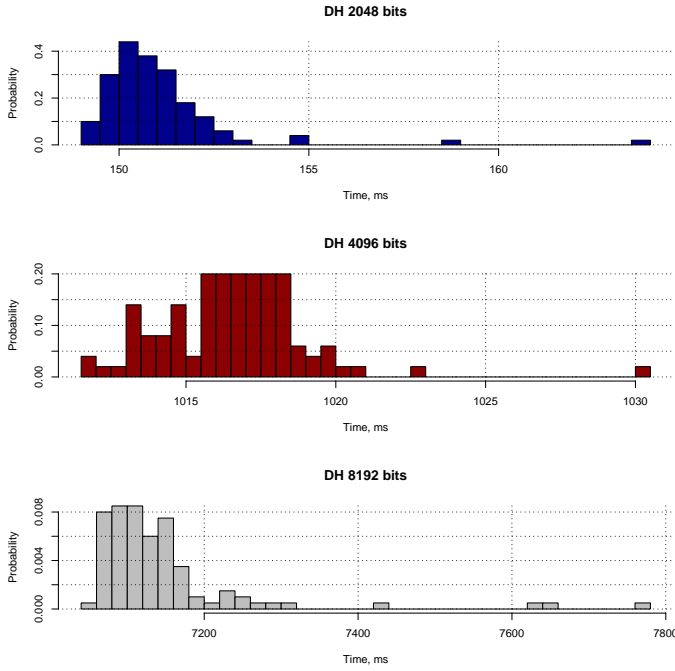 DH 2048 bits
Probability
0.4
0.2
0.0
150 155 160
Time, ms
DH 4096 bits
Probability
0.20
0.10
0.00
1015 1020 1025 1030
Time, ms
DH 8192 bits
Probability
0.008
0.004
0.000
7200 7400 7600 7800
Time, ms